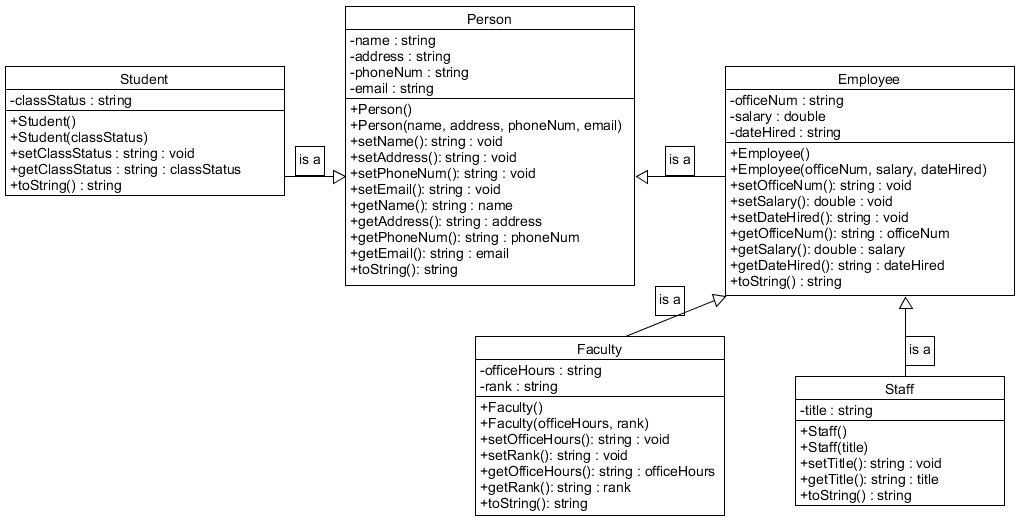 Person
-name : string
-address : string
-phoneNum : string
-email : string
+Person()
+Person(name, address, phoneNum, email)
+setName(): string : void
+setAddress(): string : void
+setPhoneNum(): string : void
+setEmail(): string : void
+getName(): string : name
+getAddress(): string : address
+getPhoneNum(): string : phoneNum
+getEmail(): string : email
+toString(): string
Student
-classStatus : string
+Student()
+Student(classStatus)
+setClassStatus : string : void
+getClassStatus : string : classStatus
+toString() : string
is a
is a
Employee
-officeNum : string
-salary : double
-dateHired : string
+Employee()
+Employee(officeNum, salary, dateHired)
+setOfficeNum(): string : void
+setSalary(): double : void
+setDateHired(): string : void
+getOfficeNum(): string : officeNum
+getSalary(): double : salary
+getDateHired(): string : dateHired
+toString() : string
is a
is a
Faculty
-officeHours : string
-rank : string
+Faculty()
+Faculty(officeHours, rank)
+setOfficeHours(): string : void
+setRank(): string : void
+getOfficeHours(): string : officeHours
+getRank(): string : rank
+toString(): string
Staff
-title : string
+Staff()
+Staff(title)
+setTitle(): string : void
+getTitle(): string : title
+toString() : string